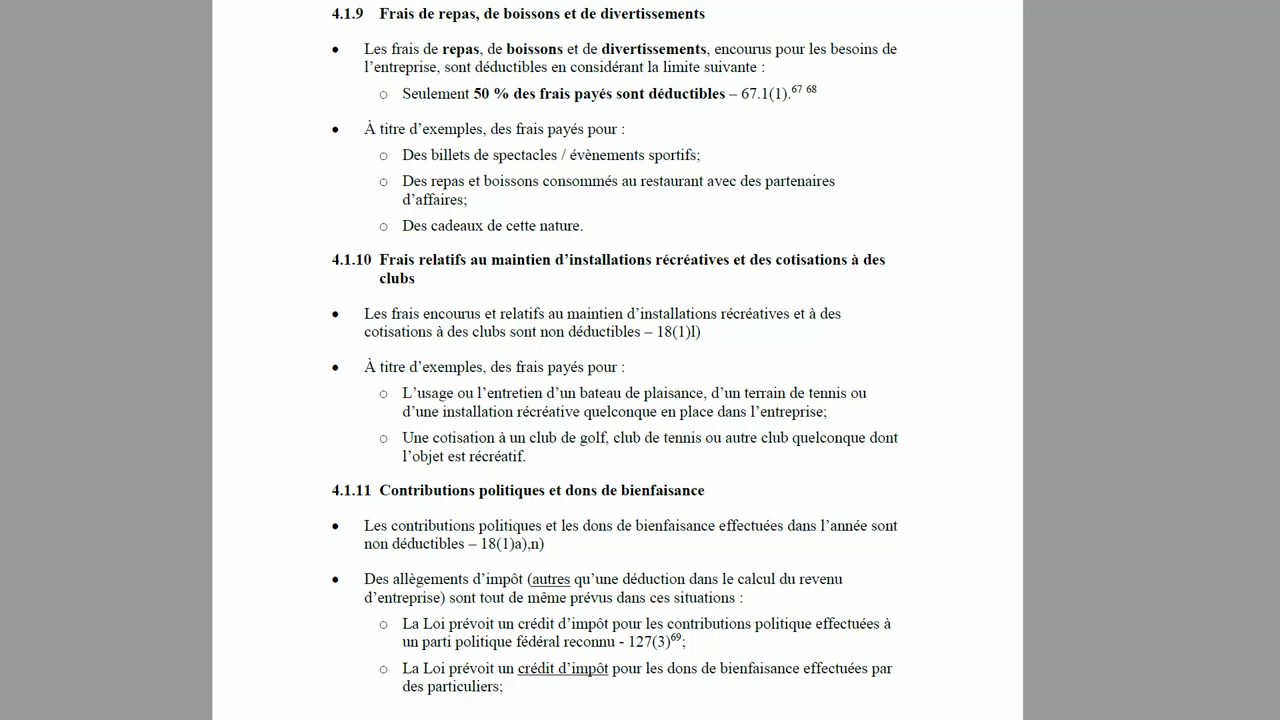 4.1.9 Frais de repas, de boissons et de divertissements
• Les frais de repas, de boissons et de divertissements, encourus pour les besoins de
l’entreprise, sont déductibles en considérant la limite suivante :
o Seulement 50 % des frais payés sont déductibles – 67.1(1).67 68
• À titre d’exemples, des frais payés pour :
o Des billets de spectacles / évènements sportifs;
o Des repas et boissons consommés au restaurant avec des partenaires
d’affaires;
o Des cadeaux de cette nature.
4.1.10 Frais relatifs au maintien d’installations récréatives et des cotisations à des
clubs
• Les frais encourus et relatifs au maintien d’installations récréatives et à des
cotisations à des clubs sont non déductibles – 18(1)l)
• À titre d’exemples, des frais payés pour :
o L’usage ou l’entretien d’un bateau de plaisance, d’un terrain de tennis ou
d’une installation récréative quelconque en place dans l’entreprise;
o Une cotisation à un club de golf, club de tennis ou autre club quelconque dont
l’objet est récréatif.
4.1.11 Contributions politiques et dons de bienfaisance
• Les contributions politiques et les dons de bienfaisance effectuées dans l’année sont
non déductibles – 18(1)a),n)
• Des allègements d’impôt (autres qu’une déduction dans le calcul du revenu
d’entreprise) sont tout de même prévus dans ces situations :
o La Loi prévoit un crédit d’impôt pour les contributions politique effectuées à
un parti politique fédéral reconnu - 127(3)69;
o La Loi prévoit un crédit d’impôt pour les dons de bienfaisance effectuées par
des particuliers;